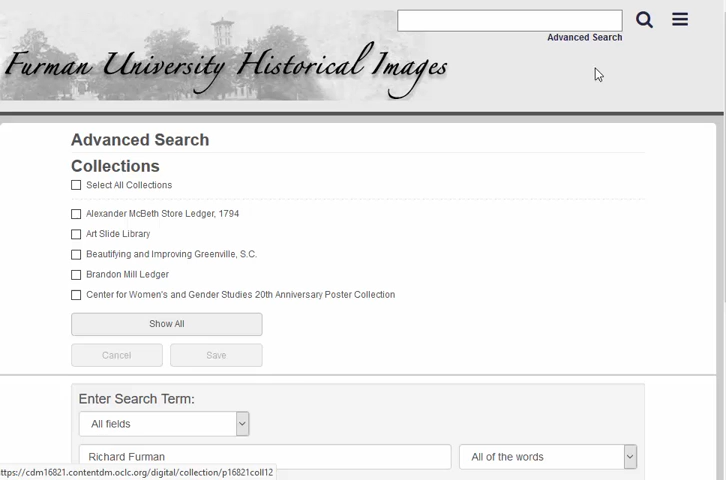 Furman University Historical Images
Advanced Search
Advanced Search
Collections
Select All Collections
Alexander McBeth Store Ledger, 1794
Art Slide Library
Beautifying and Improving Greenville, S.C.
Brandon Mill Ledger
Center for Women's and Gender Studies 20th Anniversary Poster Collection
Show All
Cancel Save
Enter Search Term:
All fields
Richard Furman All of the words
ttps://cdm16821.contentdm.oclc.org/digital/collection/p16821coll12